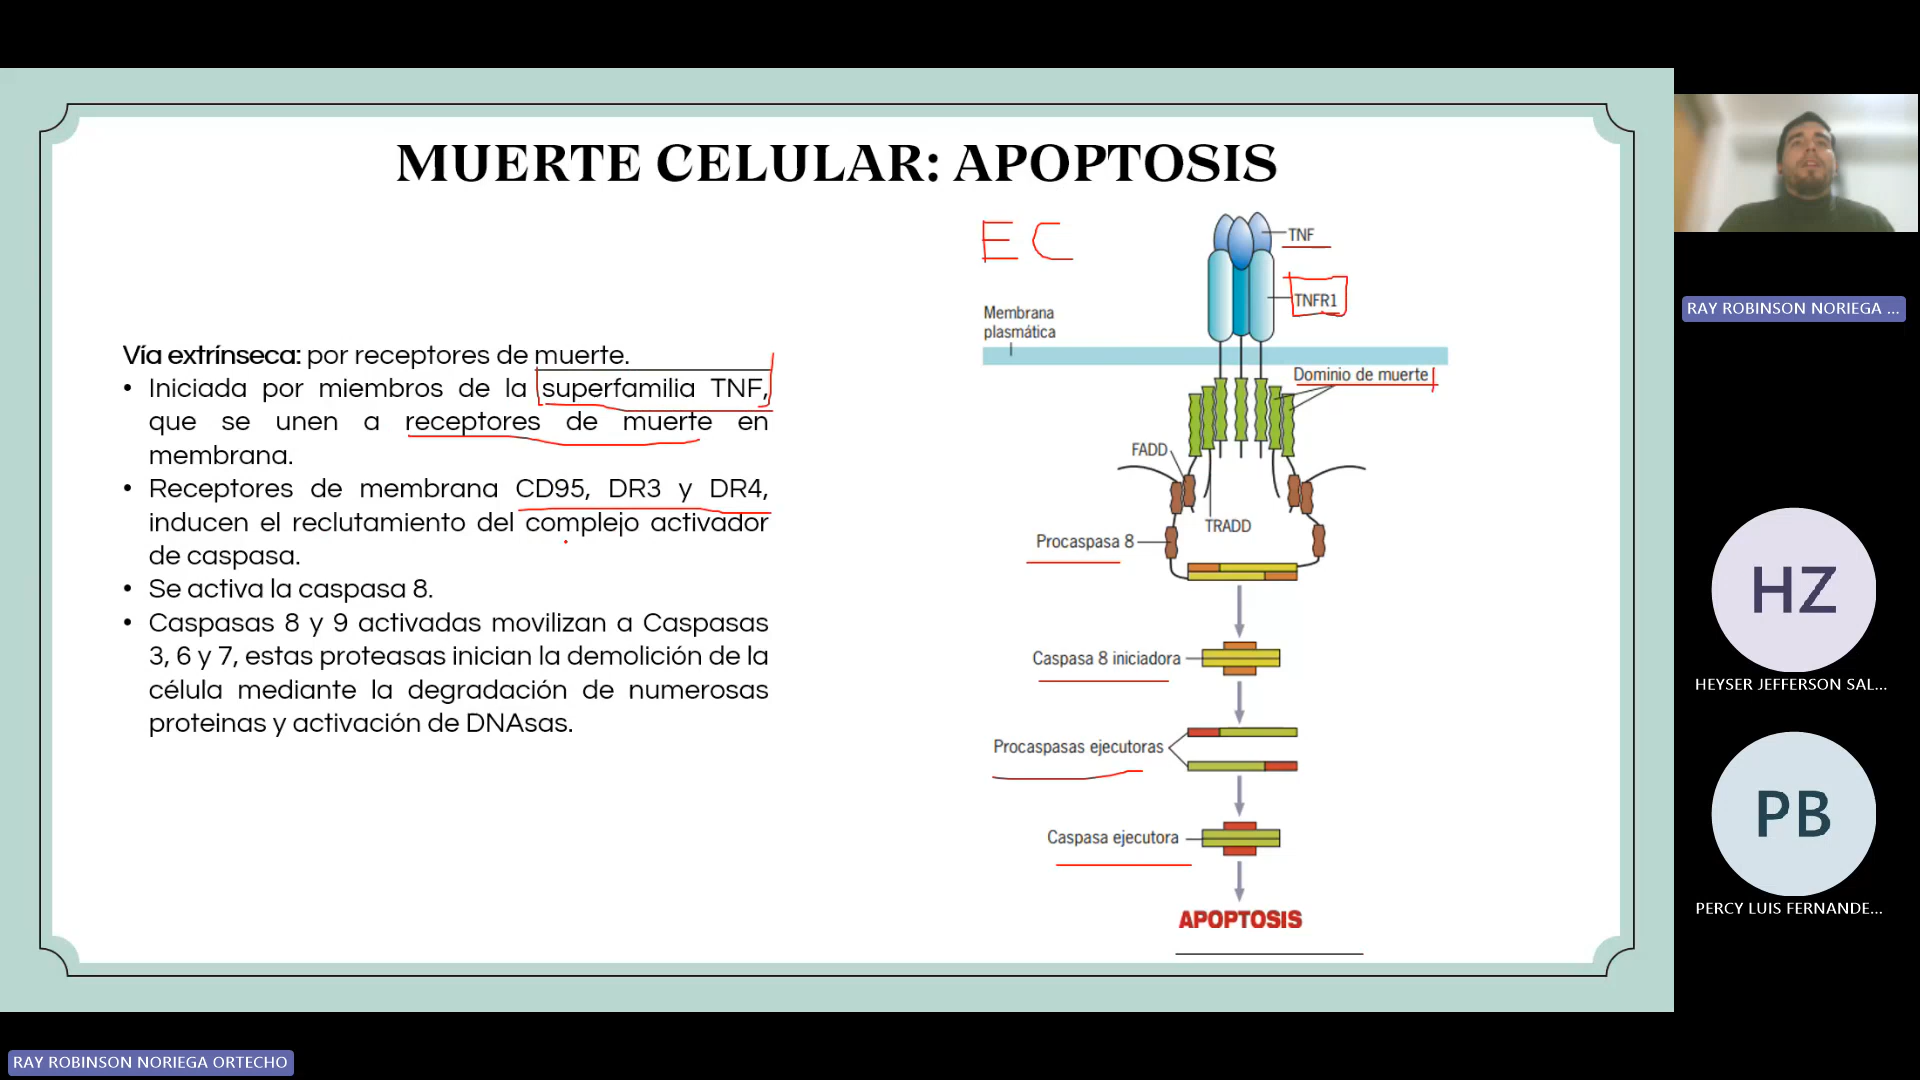 MUERTE CELULAR: APOPTOSIS
Vía extrínseca: por receptores de muerte.
• Iniciada por miembros de la superfamilia TNF,
que se unen a receptores de muerte en
membrana.
• Receptores de membrana CD95, DR3 y DR4,
inducen el reclutamiento del complejo activador
de caspasa.
• Se activa la caspasa 8.
• Caspasas 8 y 9 activadas movilizan a Caspasas
3, 6 y 7, estas proteasas inician la demolición de la
célula mediante la degradación de numerosas
proteinas y activación de DNAsas.
EC
TNF
TNFR1
Membrana
plasmática
Dominio de muerte
FADD
TRADD
Procaspasa 8
Caspasa 8 iniciadora
Procaspasas ejecutoras
Caspasa ejecutora
APOPTOSIS
RAY ROBINSON NORIEGA ...
HZ
HEYSER JEFFERSON SAL...
PB
PERCY LUIS FERNANDE...
RAY ROBINSON NORIEGA ORTECHO